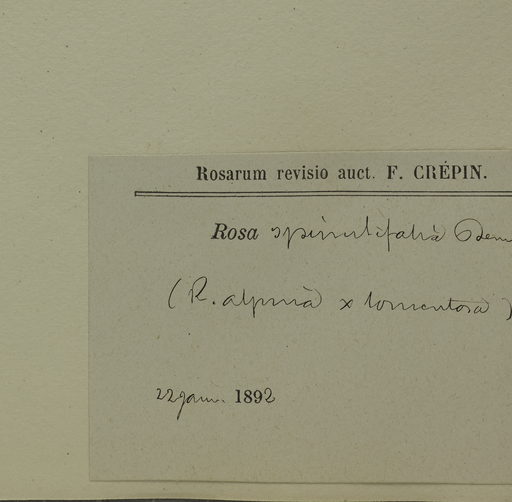 Rosarum revisio auct. F. CRÉPIN.
Rosa spinulifolia Dem
(R. alpina x tomentosa)
22 janv. 1892